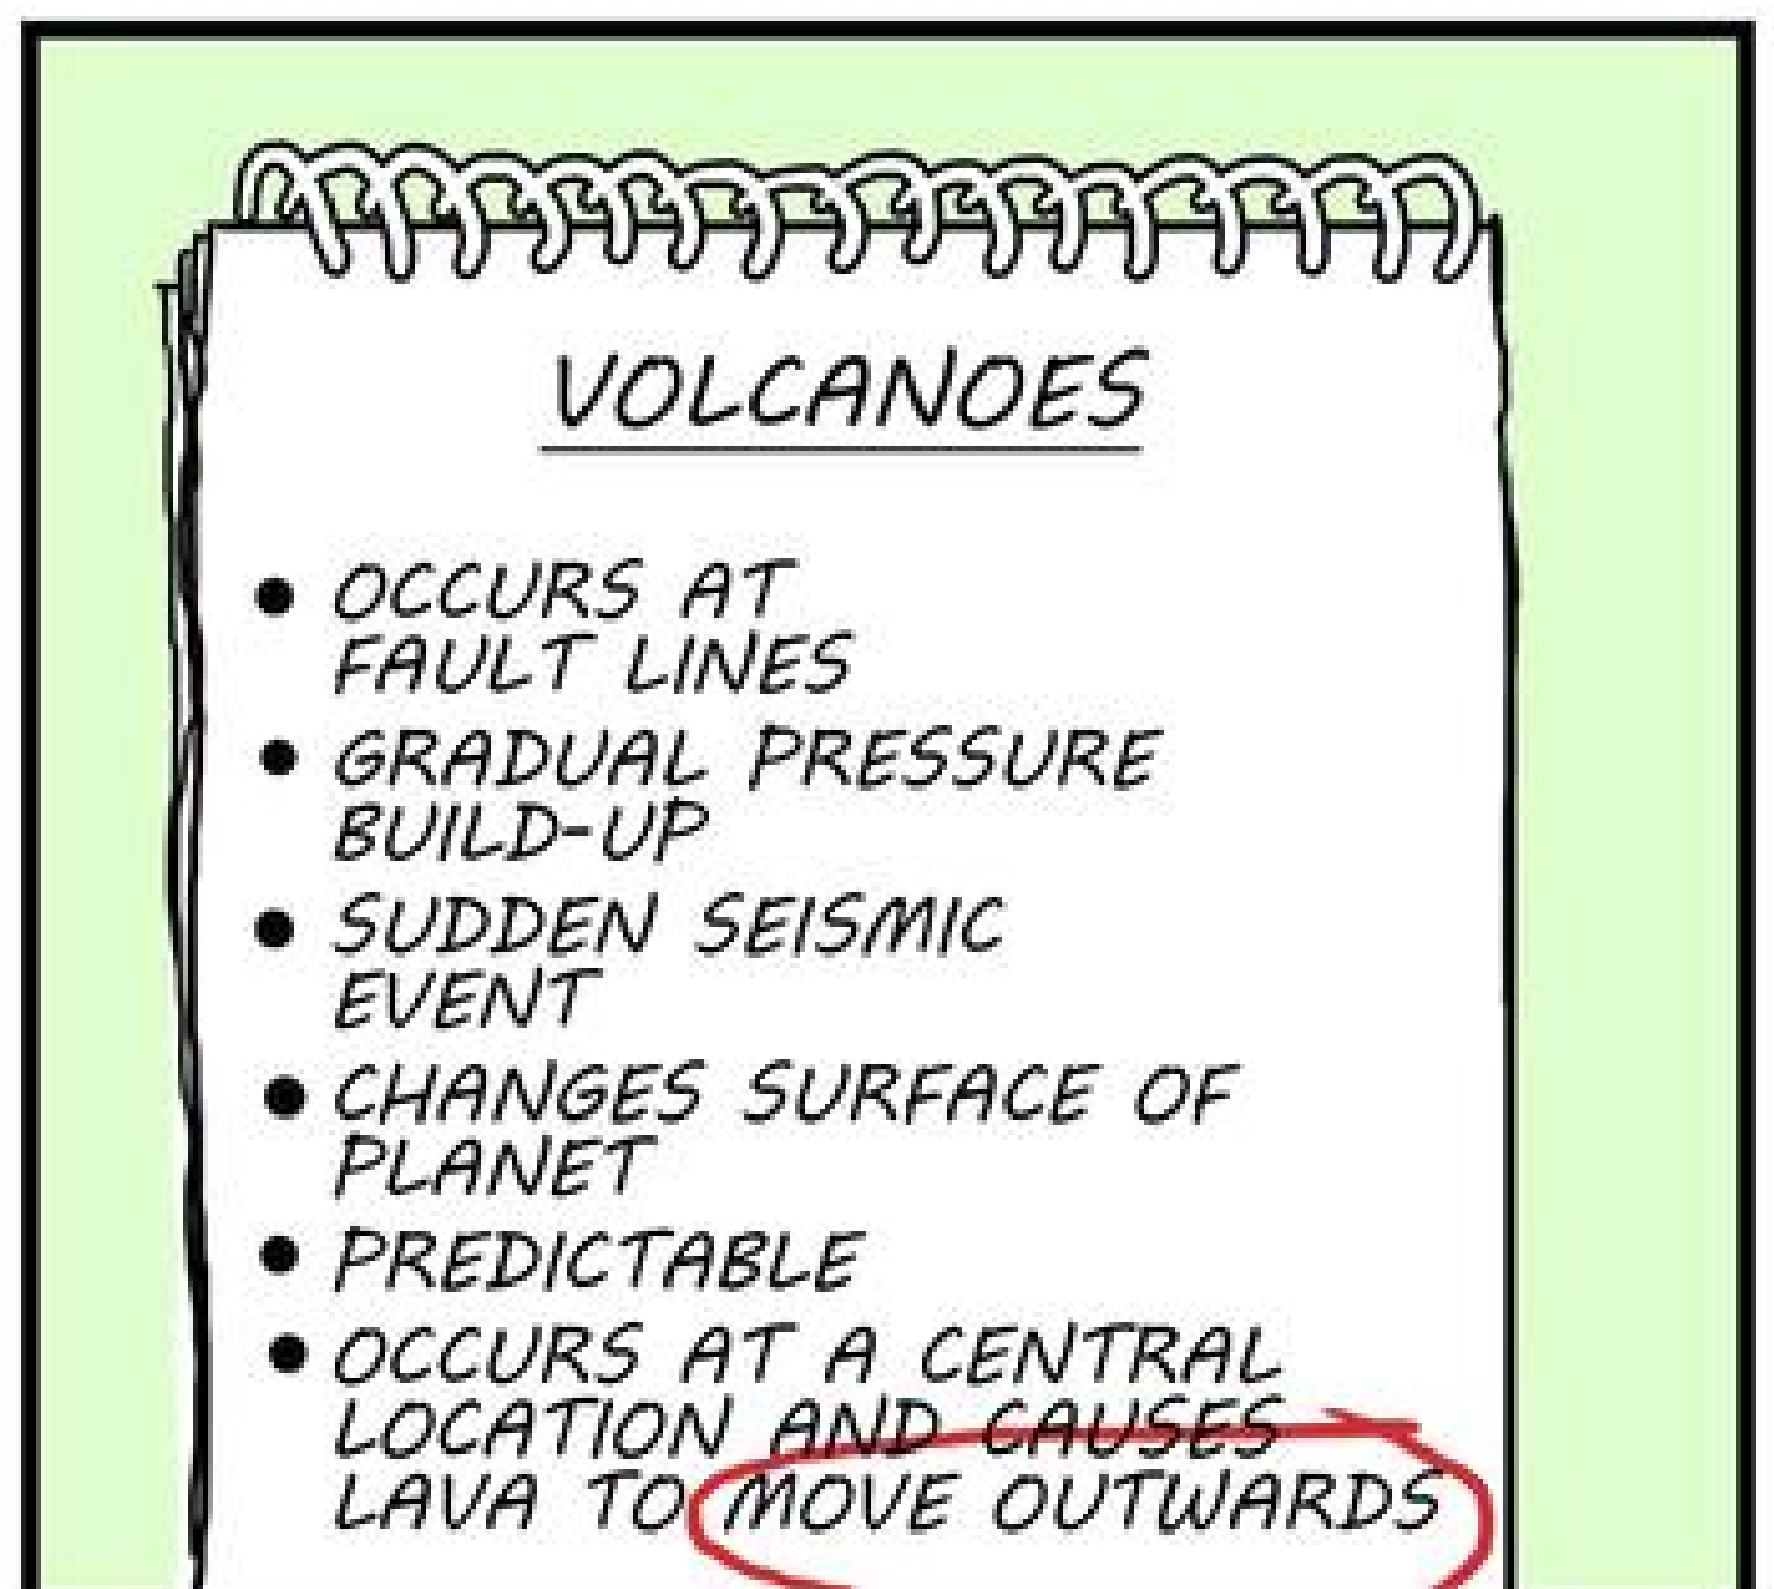 VOLCANOES
• OCCURS AT
FAULT LINES
• GRADUAL PRESSURE
BUILD-UP
• SUDDEN SEISMIC
EVENT
• CHANGES SURFACE OF
PLANET
• PREDICTABLE
• OCCURS AT A CENTRAL
LOCATION AND CAUSES
LAVA TO MOVE OUTWARDS